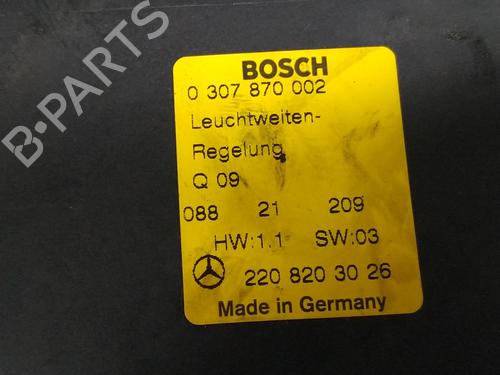 B-PARTS
BOSCH
0 307 870 002
Leuchtweiten-
Regelung
Q 09
088 21 209
HW:1.1 SW:03
220 820 30 26
Made in Germany